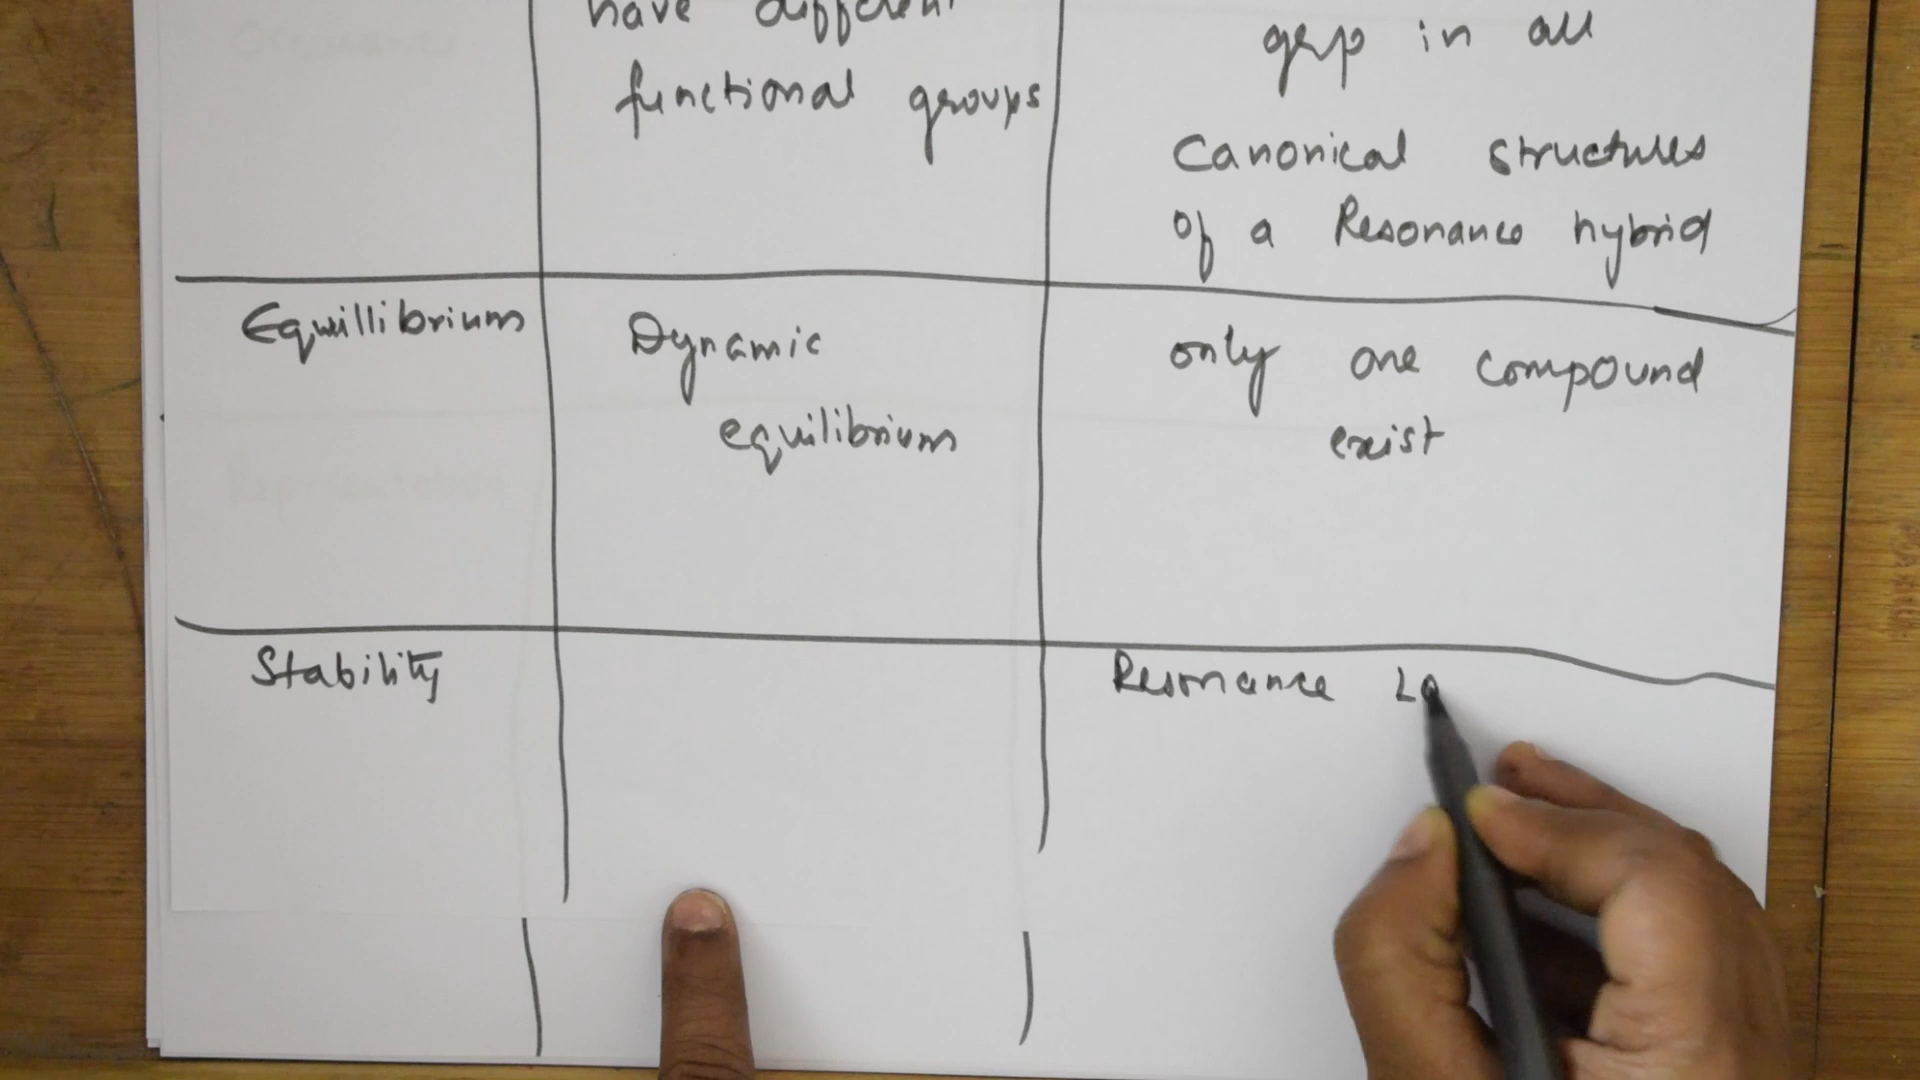 have different
functional groups
grp in all
Canonical structures
of a Resonance hybrid
Equillibrium
Dynamic
equilibrium
only one compound
exist
Stability
Resonance